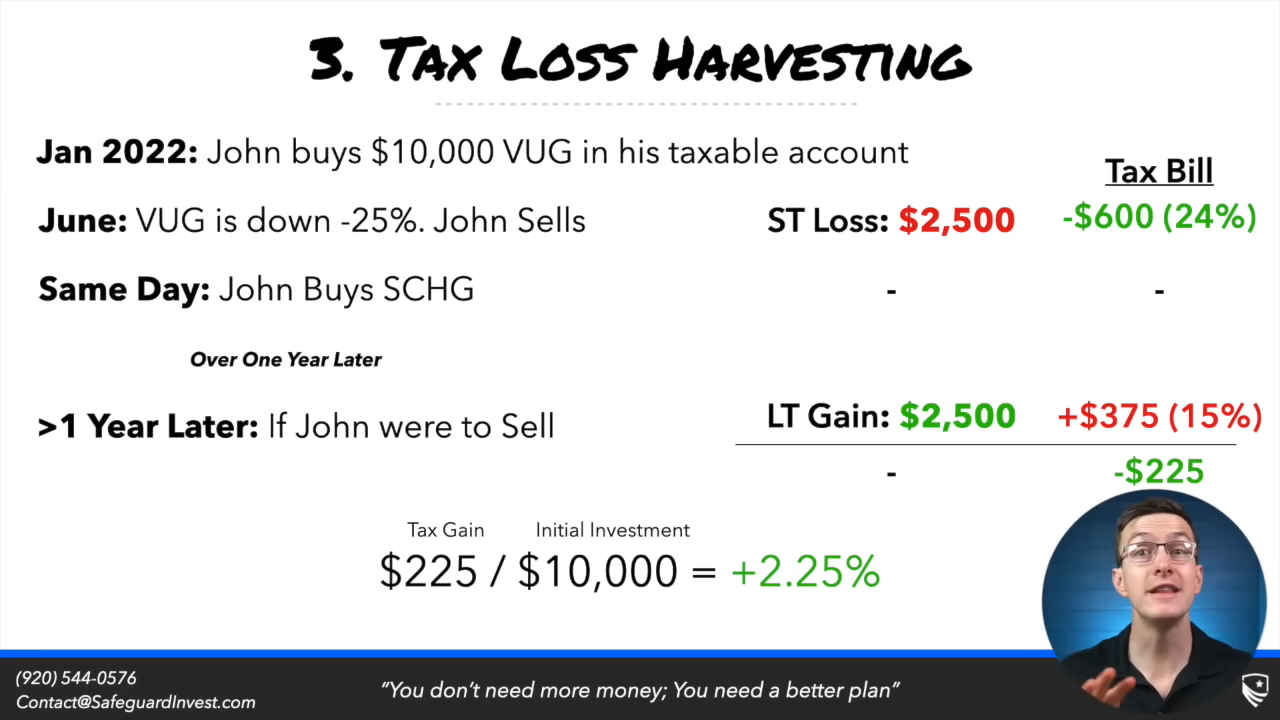 3. TAX LOSS HARVESTING
Jan 2022: John buys $10,000 VUG in his taxable account
Tax Bill
June: VUG is down -25%. John Sells
ST Loss: $2,500
-$600 (24%)
Same Day: John Buys SCHG
-
-
Over One Year Later
>1 Year Later: If John were to Sell
LT Gain: $2,500
+$375 (15%)
-
-$225
Tax Gain
Initial Investment
$225 / $10,000 = +2.25%
(920) 544-0576
Contact@SafeguardInvest.com
"You don't need more money; You need a better plan"